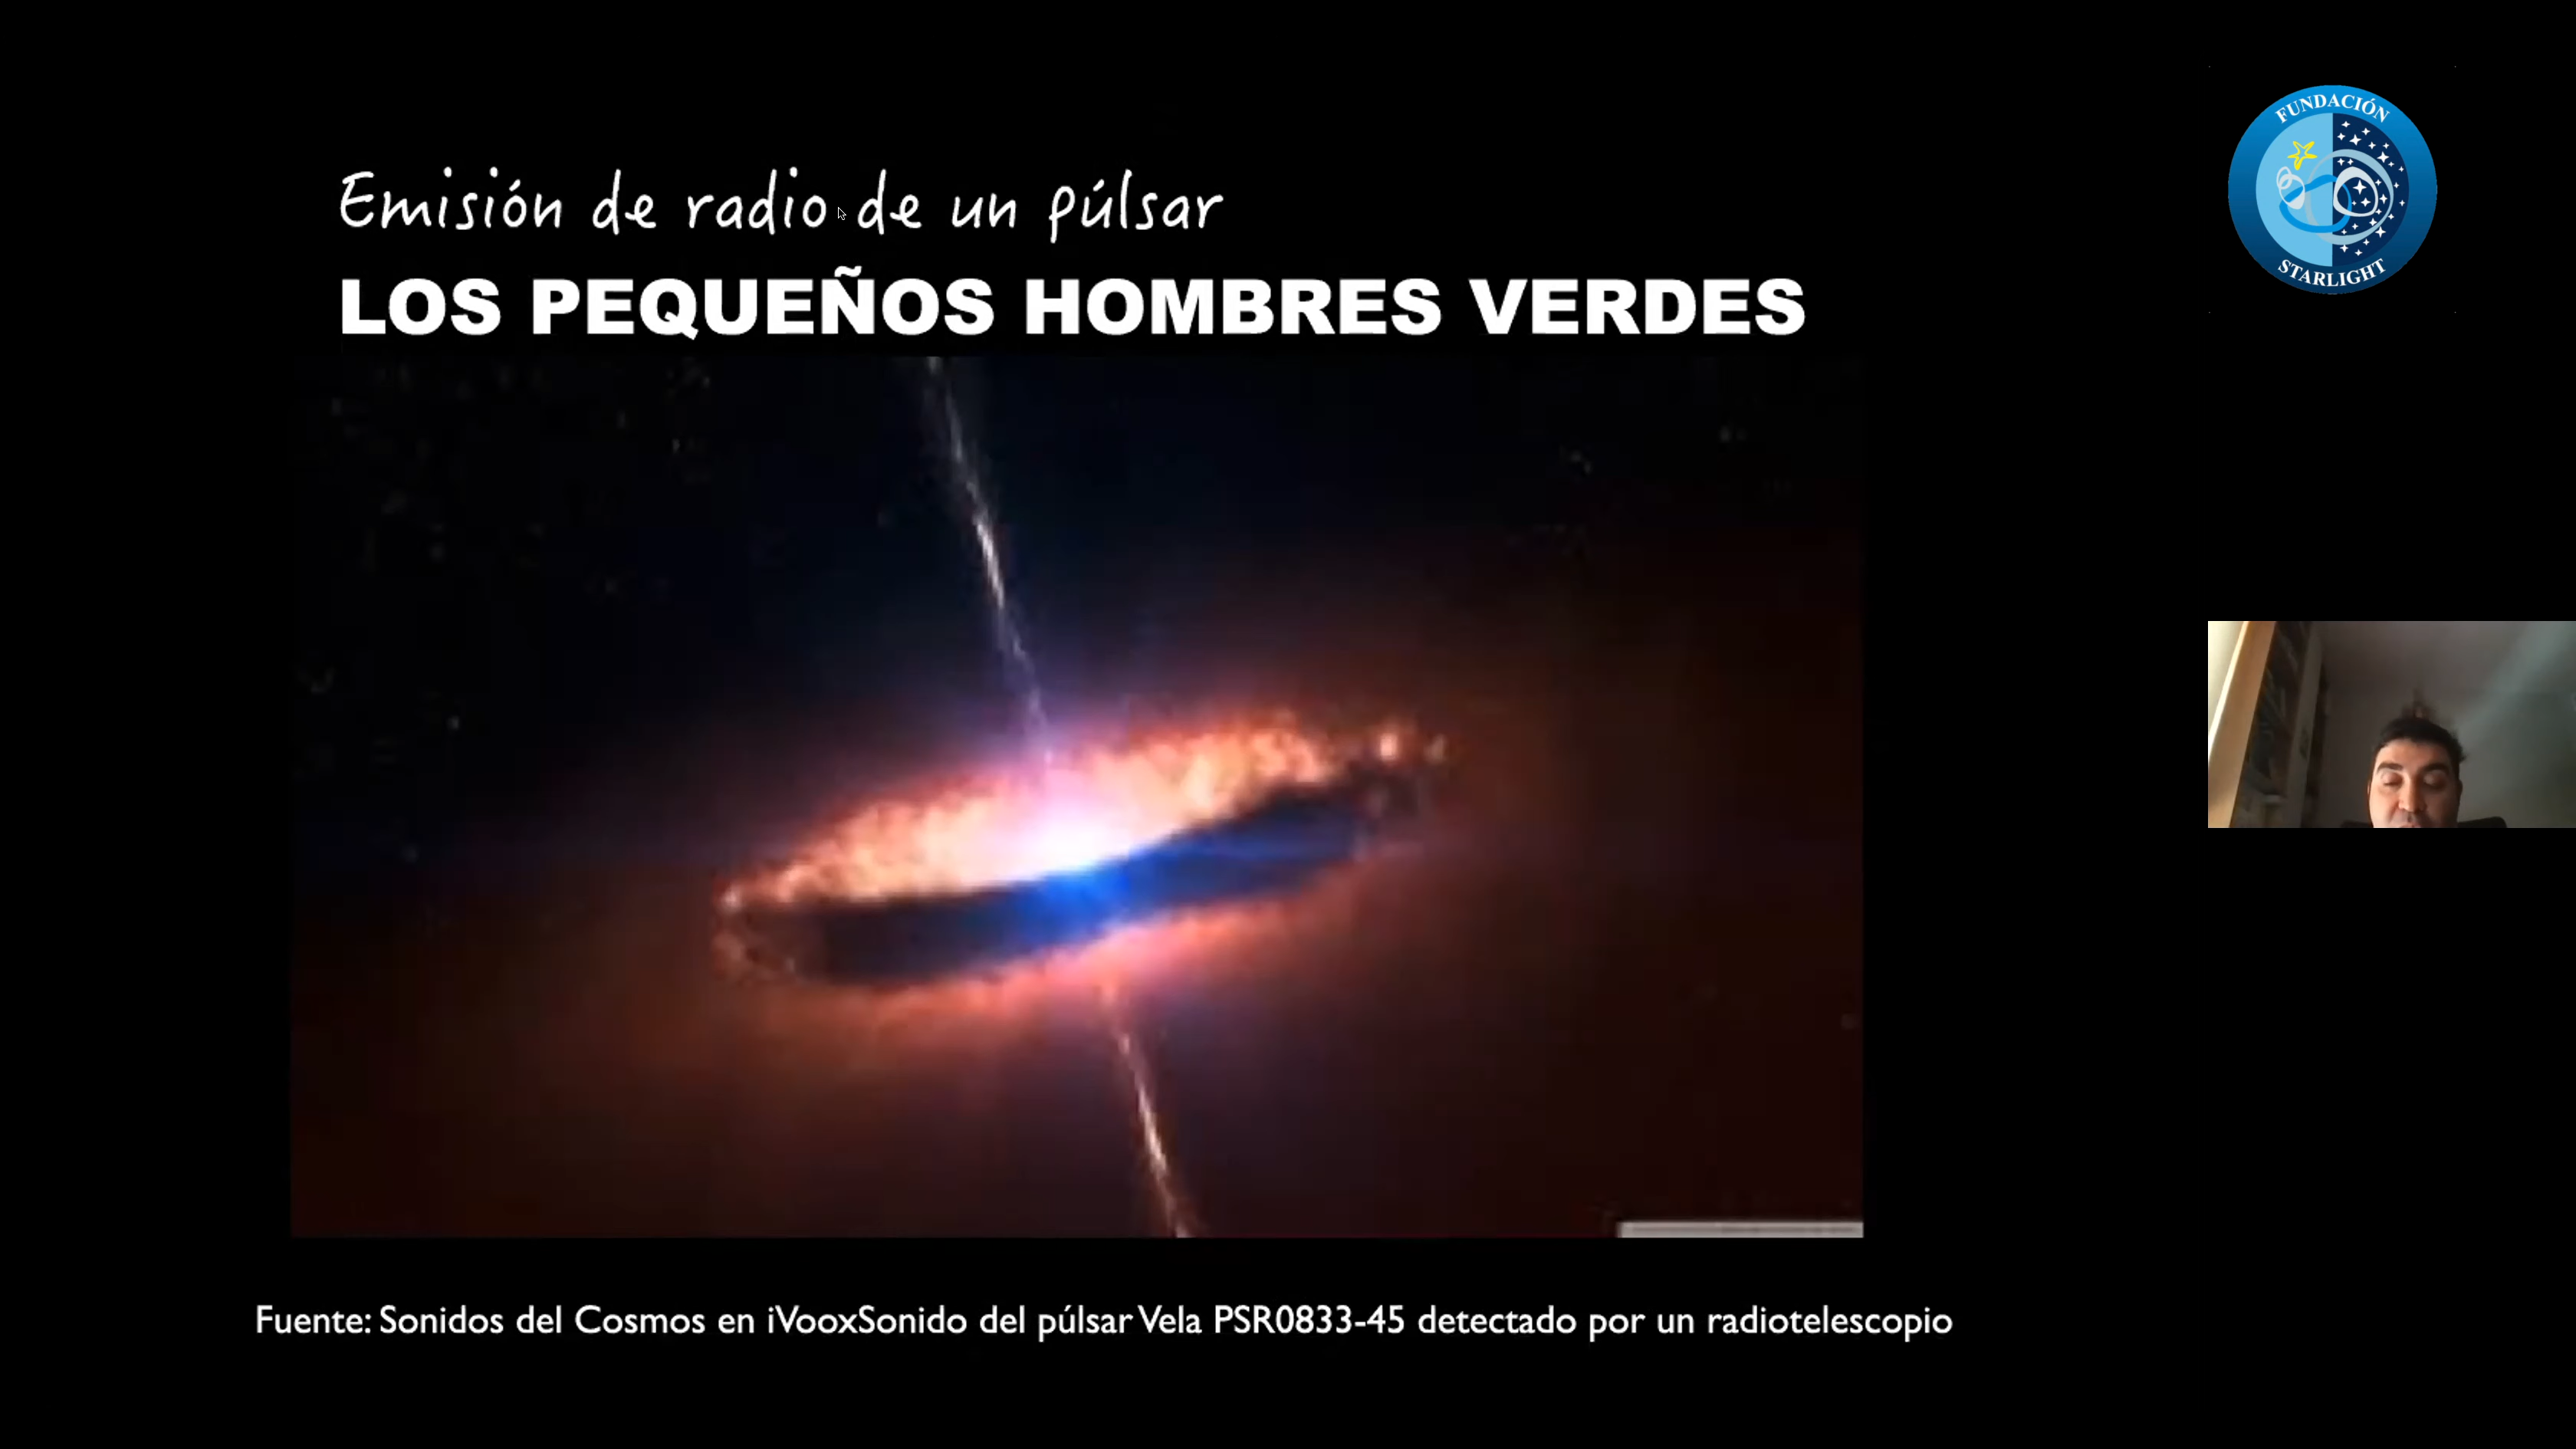 Emisión de radio de un púlsar
LOS PEQUEÑOS HOMBRES VERDES
FUNDACIÓN
STARLIGHT
Fuente: Sonidos del Cosmos en iVooxSonido del púlsar Vela PSR0833-45 detectado por un radiotelescopio